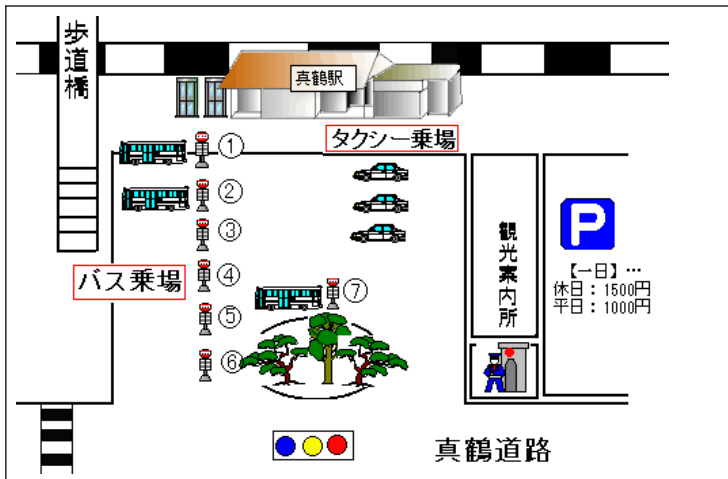 歩道橋
真鶴駅
タクシー乗場
①
②
③
④
⑤
⑥
⑦
バス乗場
観光案内所
P
【一日】…
休日：1500円
平日：1000円
真鶴道路